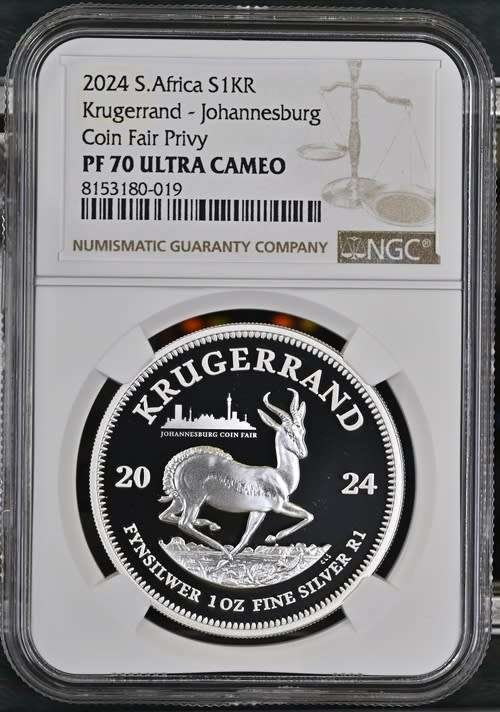 2024 S.Africa S1KR
Krugerrand - Johannesburg
Coin Fair Privy
PF 70 ULTRA CAMEO
8153180-019
NUMISMATIC GUARANTY COMPANY
NGC®
KRUGERRAND
JOHANNESBURG COIN FAIR
20 24
CLC
FYNSILWER 1 OZ FINE SILVER R1